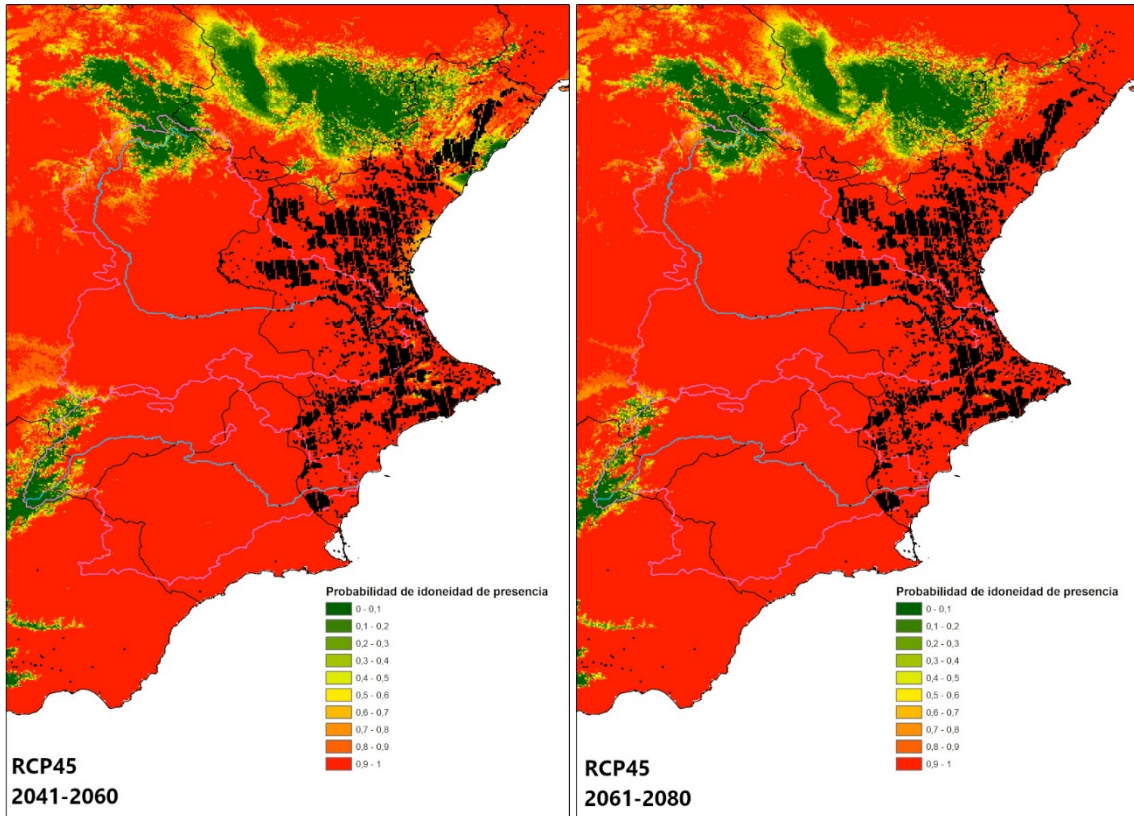 Probabilidad de idoneidad de presencia
0 - 0,1
0,1 - 0,2
0,2 - 0,3
0,3 - 0,4
0,4 - 0,5
0,5 - 0,6
0,6 - 0,7
0,7 - 0,8
0,8 - 0,9
0,9 - 1
RCP45
2041-2060
Probabilidad de idoneidad de presencia
0 - 0,1
0,1 - 0,2
0,2 - 0,3
0,3 - 0,4
0,4 - 0,5
0,5 - 0,6
0,6 - 0,7
0,7 - 0,8
0,8 - 0,9
0,9 - 1
RCP45
2061-2080